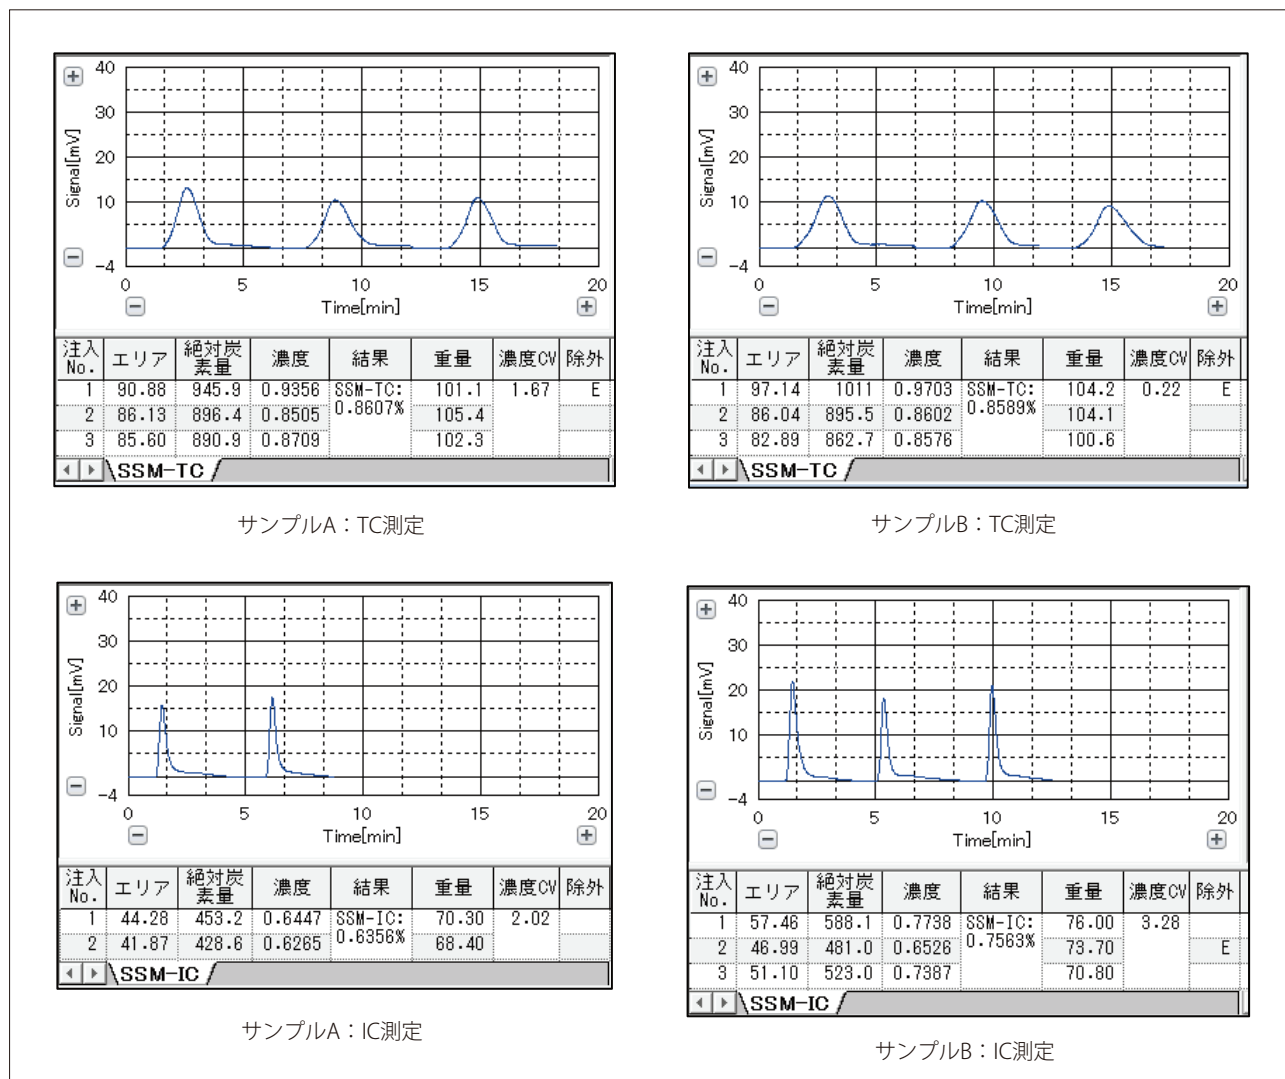 40
30
20
10
-4
Signal[mV]
0 5 10 15 20
Time[min]
注入No. エリア 絶対炭素量 濃度 結果 重量 濃度CV 除外
1 90.88 945.9 0.9356 SSM-TC: 0.8607% 101.1 1.67 E
2 86.13 896.4 0.8505 105.4
3 85.60 890.9 0.8709 102.3
SSM-TC
サンプルA：TC測定
40
30
20
10
-4
Signal[mV]
0 5 10 15 20
Time[min]
注入No. エリア 絶対炭素量 濃度 結果 重量 濃度CV 除外
1 97.14 1011 0.9703 SSM-TC: 0.8589% 104.2 0.22 E
2 86.04 895.5 0.8602 104.1
3 82.89 862.7 0.8576 100.6
SSM-TC
サンプルB：TC測定
40
30
20
10
-4
Signal[mV]
0 5 10 15 20
Time[min]
注入No. エリア 絶対炭素量 濃度 結果 重量 濃度CV 除外
1 44.28 453.2 0.6447 SSM-IC: 0.6356% 70.30 2.02
2 41.87 428.6 0.6265 68.40
SSM-IC
サンプルA：IC測定
40
30
20
10
-4
Signal[mV]
0 5 10 15 20
Time[min]
注入No. エリア 絶対炭素量 濃度 結果 重量 濃度CV 除外
1 57.46 588.1 0.7738 SSM-IC: 0.7563% 76.00 3.28
2 46.99 481.0 0.6526 73.70 E
3 51.10 523.0 0.7387 70.80
SSM-IC
サンプルB：IC測定